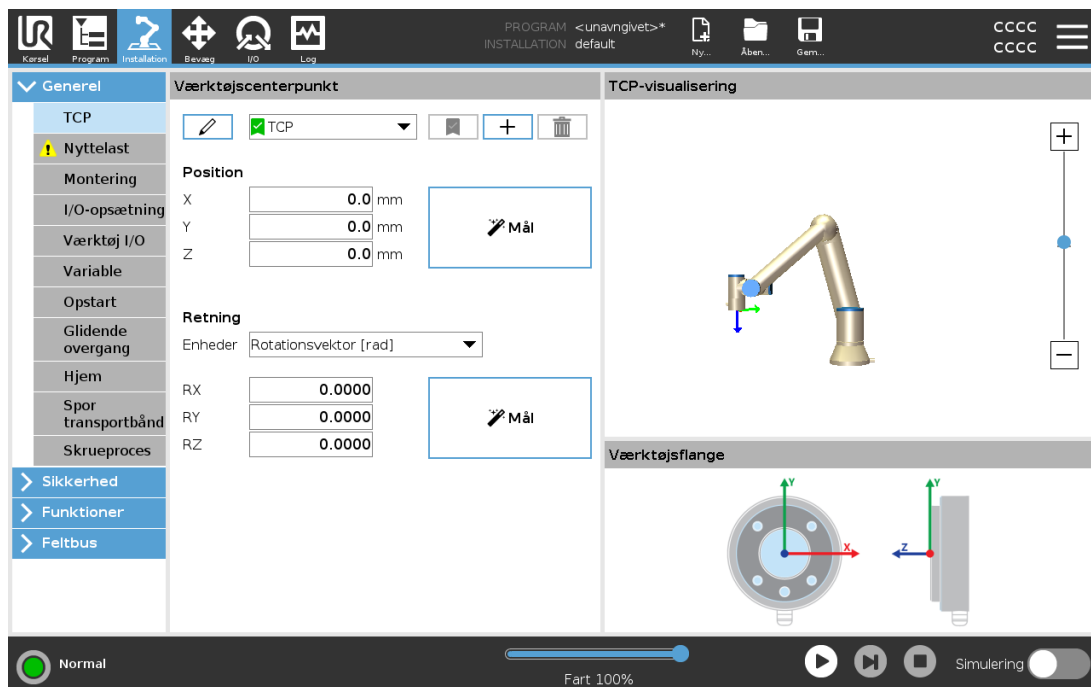 PROGRAM <unavngivet>*
INSTALLATION default
CCCC
CCCC
Kørsel
Program
Installation
Bevæg
I/O
Log
Ny...
Åben...
Gem...
Generel
TCP
Nyttelast
Montering
I/O-opsætning
Værktøj I/O
Variable
Opstart
Glidende
overgang
Hjem
Spor
transportbånd
Skrueproces
Sikkerhed
Funktioner
Feltbus
Værktøjscenterpunkt
TCP
Position
X 0.0 mm
Y 0.0 mm
Z 0.0 mm
Mål
Retning
Enheder Rotationsvektor [rad]
RX 0.0000
RY 0.0000
RZ 0.0000
Mål
TCP-visualisering
Værktøjsflange
Y
X
Y
Z
Normal
Fart 100%
Simulering